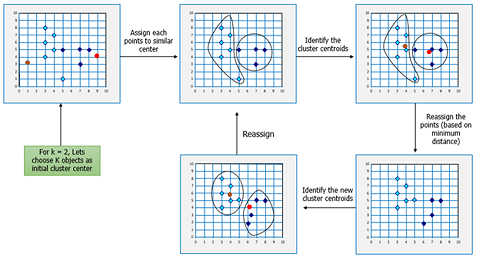 Assign each
points to similar
center
Identify the
cluster centroids
For k = 2, Lets
choose K objects as
initial cluster center
Reassign
Reassign the
points (based on
minimum
distance)
Identify the new
cluster centroids